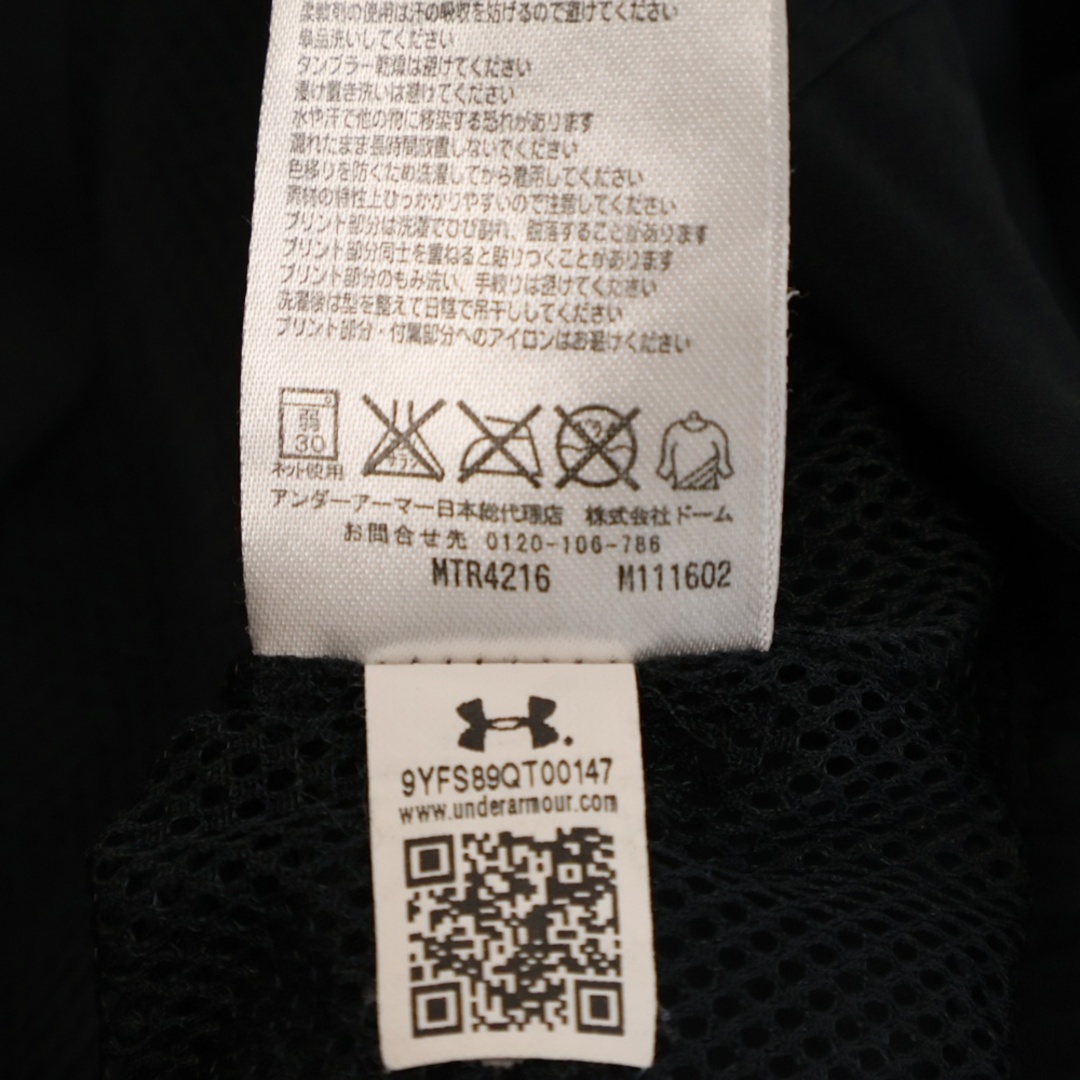 柔軟剤の使用は汗の吸収を妨げるので避けてください
単品洗いしてください
タンブラー乾燥は避けてください
浸け置き洗いは避けてください
水や汗で他の物に移染する恐れがあります
濡れたまま長時間放置しないでください
色移りを防ぐため洗濯してから着用してください
素材の特性上ひっかかりやすいので注意してください
プリント部分は洗濯でひび割れ、脱落することがあります
プリント部分同士を重ねると貼りつくことがあります
プリント部分のもみ洗い、手絞りは避けてください
洗濯後は型を整えて日陰で吊干ししてください
プリント部分・付属部分へのアイロンはお避けください
弱
30
ネット使用
アンダーアーマー日本総代理店 株式会社ドーム
お問合せ先 0120-106-786
MTR4216 M111602
9YFS89QT00147
www.underarmour.com